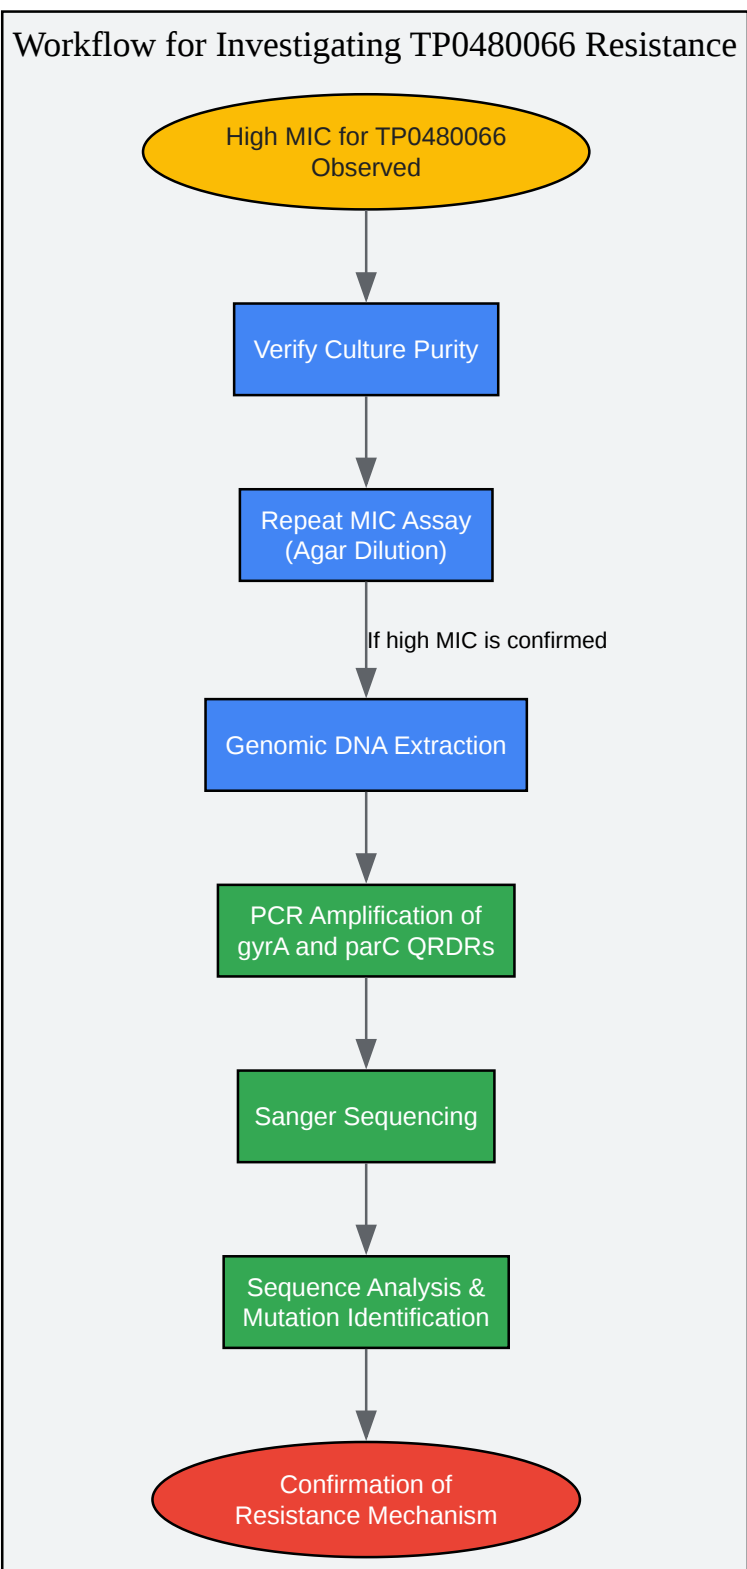 Workflow for Investigating TP0480066 Resistance
High MIC for TP0480066
Observed
Verify Culture Purity
Repeat MIC Assay
(Agar Dilution)
If high MIC is confirmed
Genomic DNA Extraction
PCR Amplification of
gyrA and parC QRDRs
Sanger Sequencing
Sequence Analysis &
Mutation Identification
Confirmation of
Resistance Mechanism